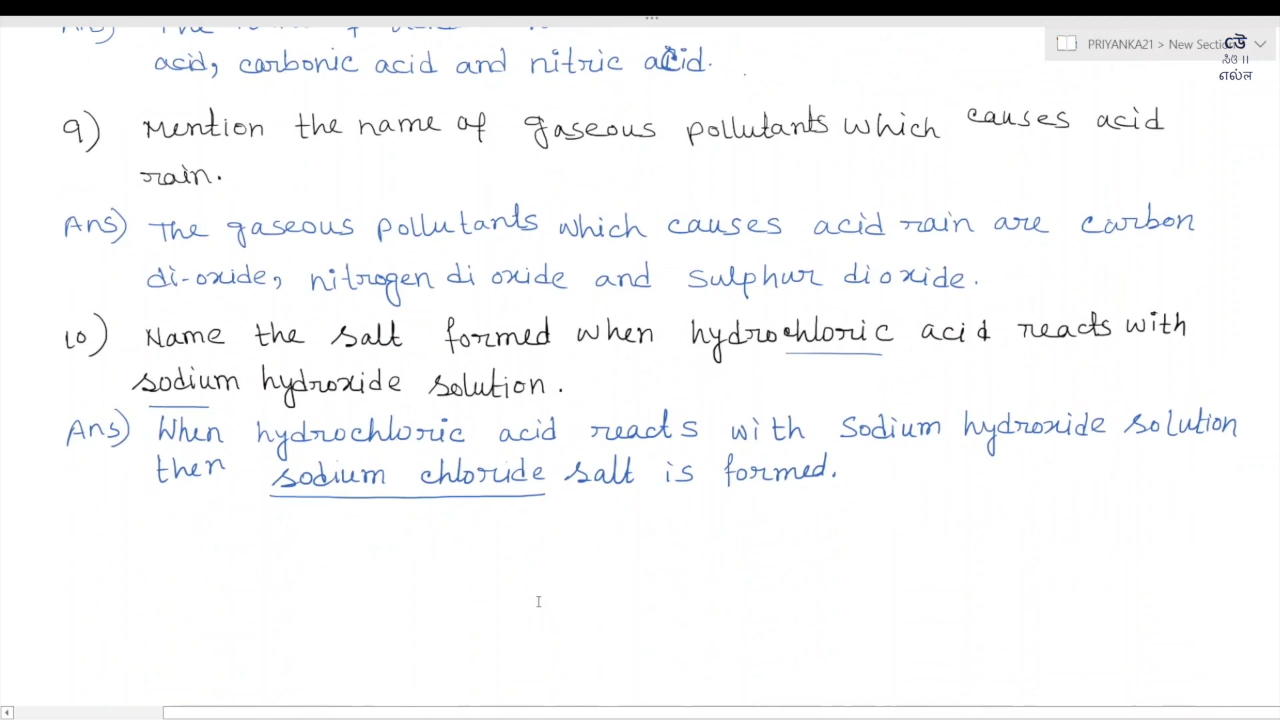 acid, carbonic acid and nitric acid.
PRIYANKA21 > New Section
9) Mention the name of gaseous pollutants which causes acid
rain.
Ans) The gaseous pollutants which causes acid rain are carbon
di-oxide, nitrogen di oxide and sulphur dioxide.
10) Name the salt formed when hydrochloric acid reacts with
sodium hydroxide solution.
Ans) When hydrochloric acid reacts with Sodium hydroxide solution
then sodium chloride salt is formed.